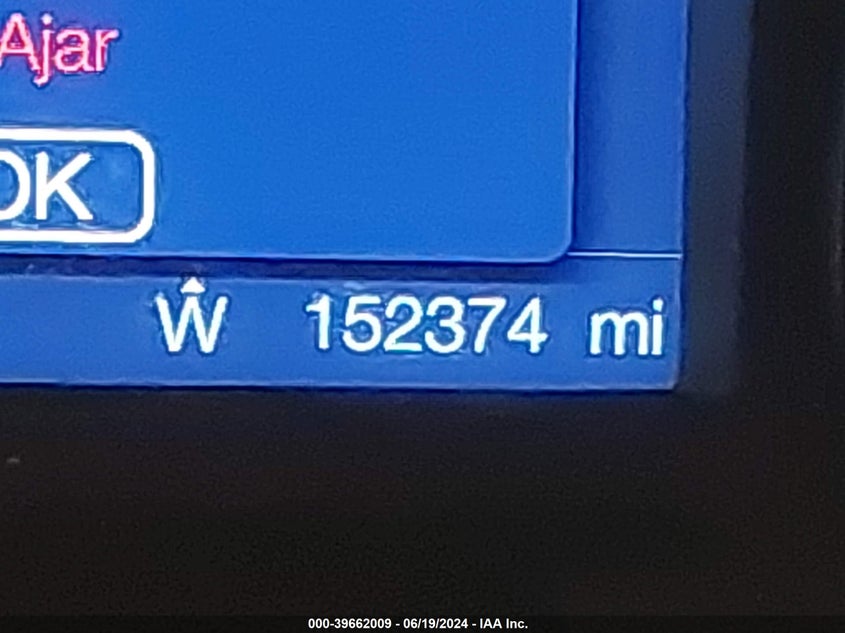 Ajar
OK
W 152374 mi
000-39662009 - 06/19/2024 - IAA Inc.